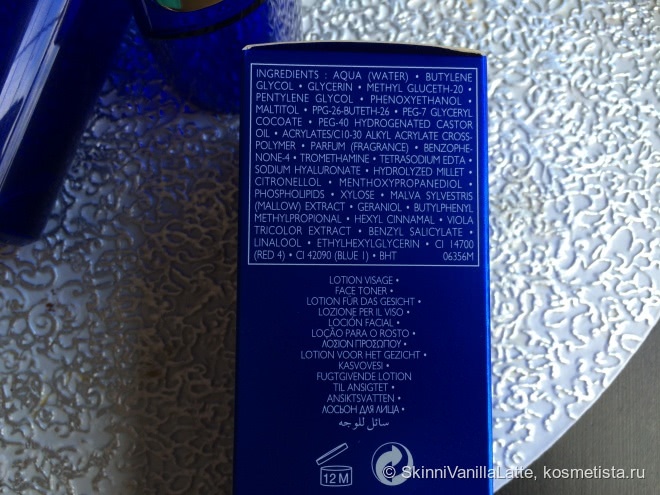 INGREDIENTS : AQUA (WATER) • BUTYLENE
GLYCOL • GLYCERIN • METHYL GLUCETH-20 •
PENTYLENE GLYCOL • PHENOXYETHANOL •
MALTITOL • PPG-26-BUTETH-26 • PEG-7 GLYCERYL
COCOATE • PEG-40 HYDROGENATED CASTOR
OIL • ACRYLATES/C10-30 ALKYL ACRYLATE CROSS-
POLYMER • PARFUM (FRAGRANCE) • BENZOPHE-
NONE-4 • TROMETHAMINE • TETRASODIUM EDTA •
SODIUM HYALURONATE • HYDROLYZED MILLET •
CITRONELLOL • MENTHOXYPROPANEDIOL •
PHOSPHOLIPIDS • XYLOSE • MALVA SYLVESTRIS
(MALLOW) EXTRACT • GERANIOL • BUTYLPHENYL
METHYLPROPIONAL • HEXYL CINNAMAL • VIOLA
TRICOLOR EXTRACT • BENZYL SALICYLATE •
LINALOOL • ETHYLHEXYLGLYCERIN • CI 14700
(RED 4) • CI 42090 (BLUE 1) • BHT 06356M
LOTION VISAGE •
FACE TONER •
LOTION FÜR DAS GESICHT •
LOZIONE PER IL VISO •
LOCIÓN FACIAL •
LOÇÃO PARA O ROSTO •
ΛΟΣΙΟΝ ΠΡΟΣΩΠΟΥ •
LOTION VOOR HET GEZICHT •
KASVOVESI •
FUGTGIVENDE LOTION
TIL ANSIGTET •
ANSIKTSVATTEN •
ЛОСЬОН ДЛЯ ЛИЦА •
سائل للوجه
12 M
© SkinniVanillaLatte, kosmetista.ru